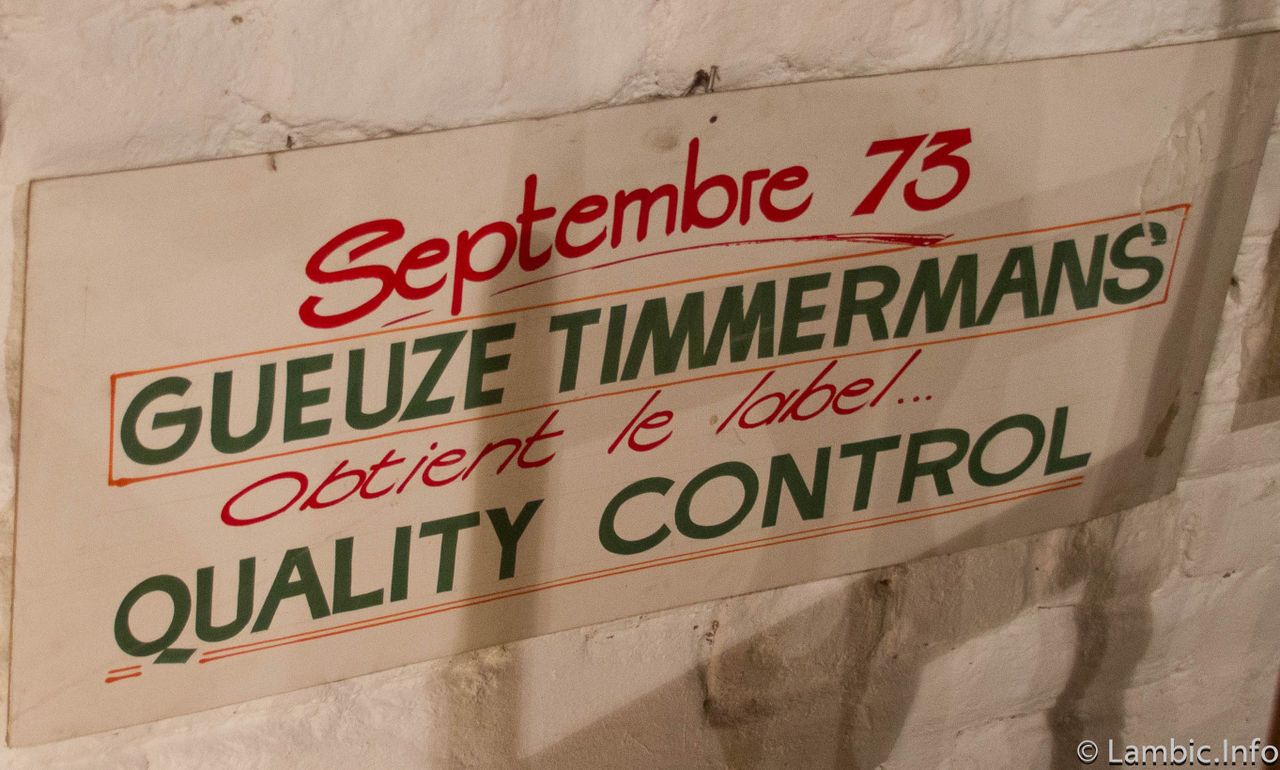 Septembre 73
GUEUZE TIMMERMANS
Obtient le label...
QUALITY CONTROL
© Lambic.Info